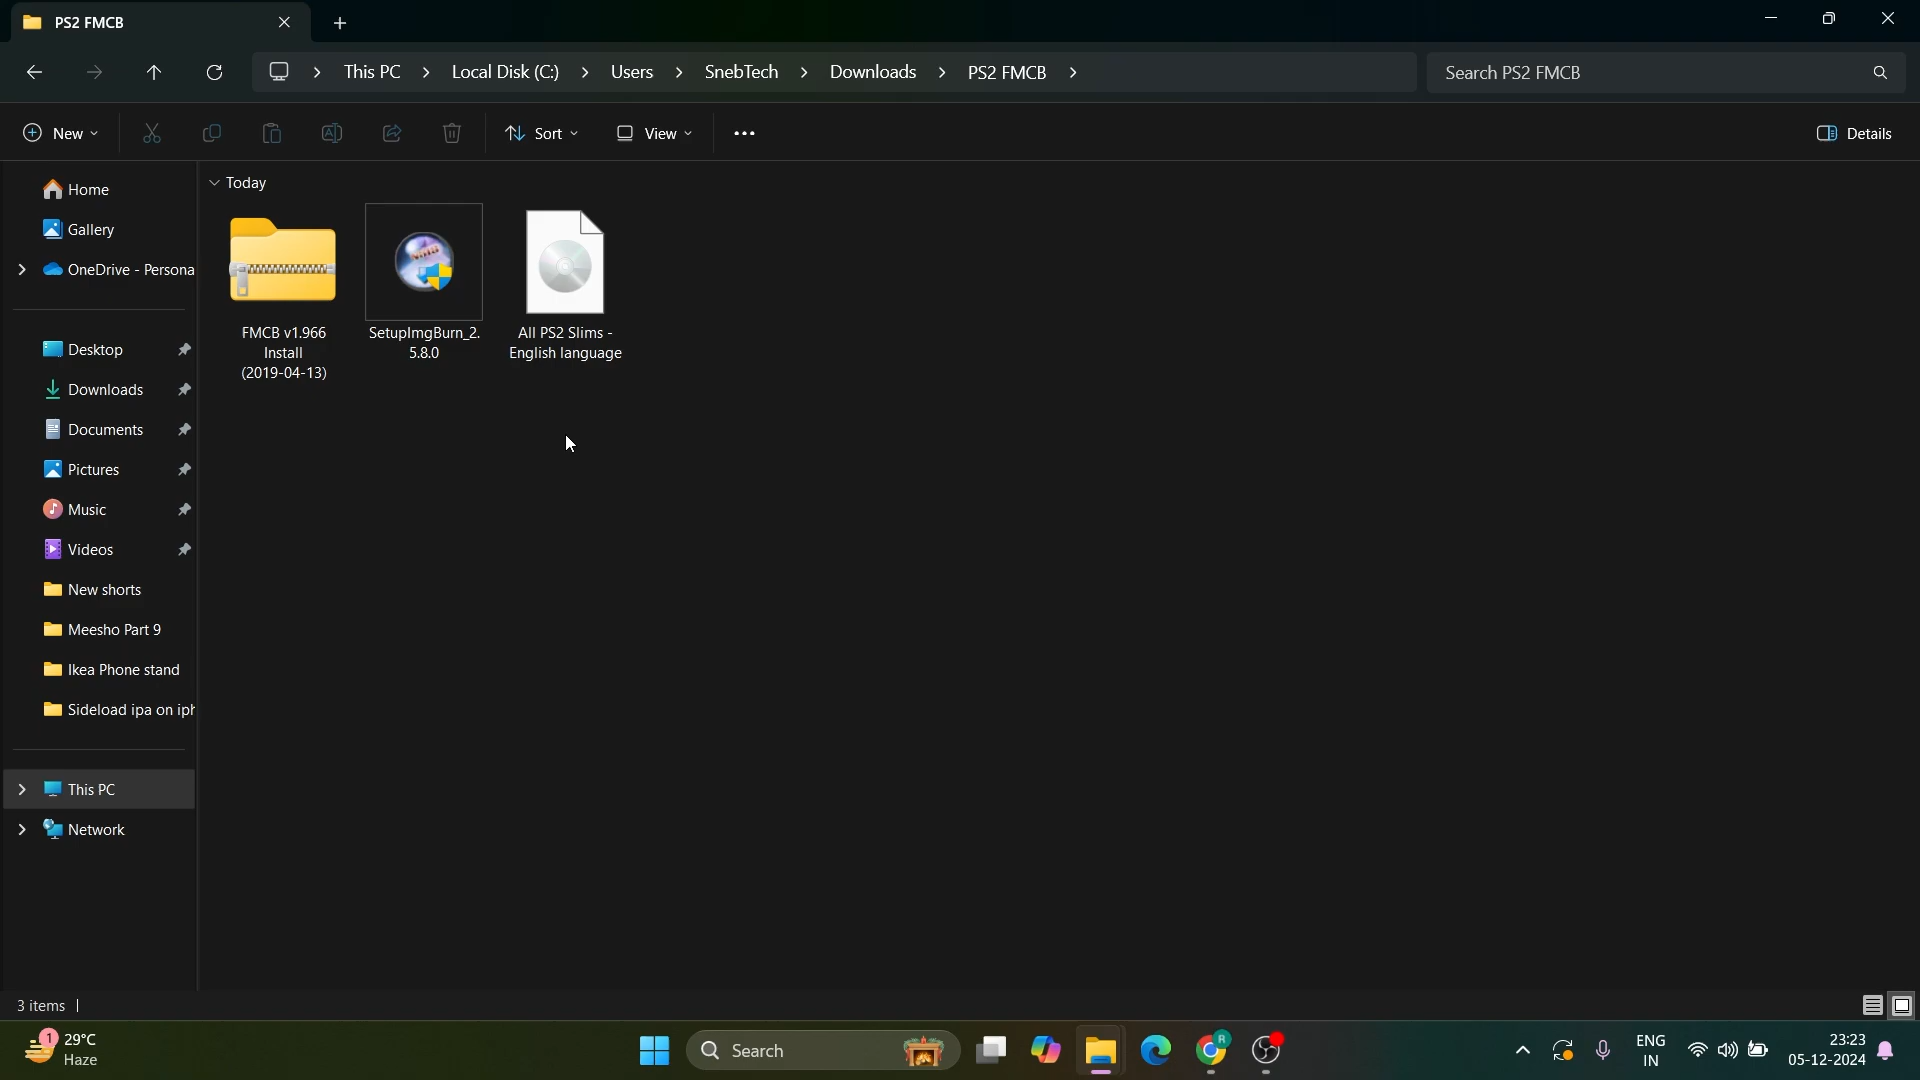 PS2 FMCB
This PC Local Disk (C:) Users SnebTech Downloads PS2 FMCB
Search PS2 FMCB
New
Sort
View
Details
Home
Gallery
OneDrive - Persona
Desktop
Downloads
Documents
Pictures
Music
Videos
New shorts
Meesho Part 9
Ikea Phone stand
Sideload ipa on iph
This PC
Network
Today
FMCB v1.966
Install
(2019-04-13)
SetupImgBurn_2.
5.8.0
All PS2 Slims -
English language
3 items
1
29°C
Haze
Search
R
ENG
IN
23:23
05-12-2024